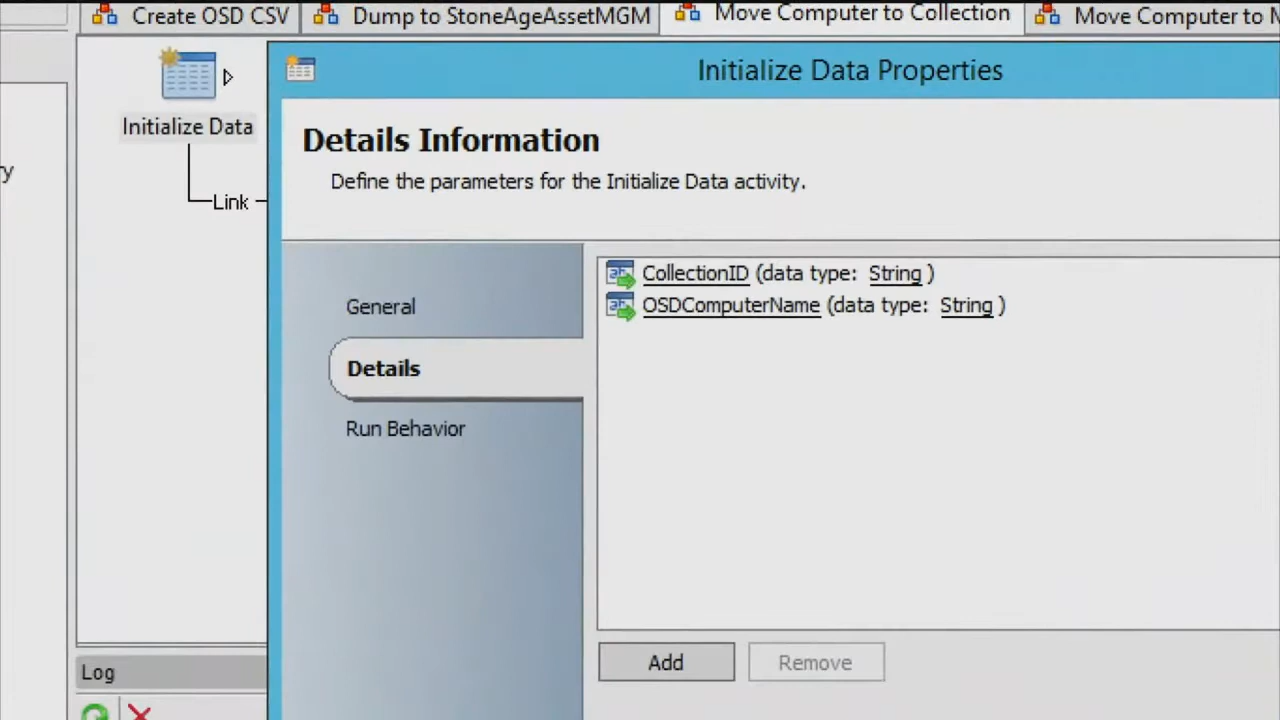 Create OSD CSV
Dump to StoneAgeAssetMGM
Move Computer to Collection
Move Computer to
Initialize Data
Link
Initialize Data Properties
Details Information
Define the parameters for the Initialize Data activity.
General
Details
Run Behavior
CollectionID (data type: String )
OSDComputerName (data type: String )
Add
Remove
Log